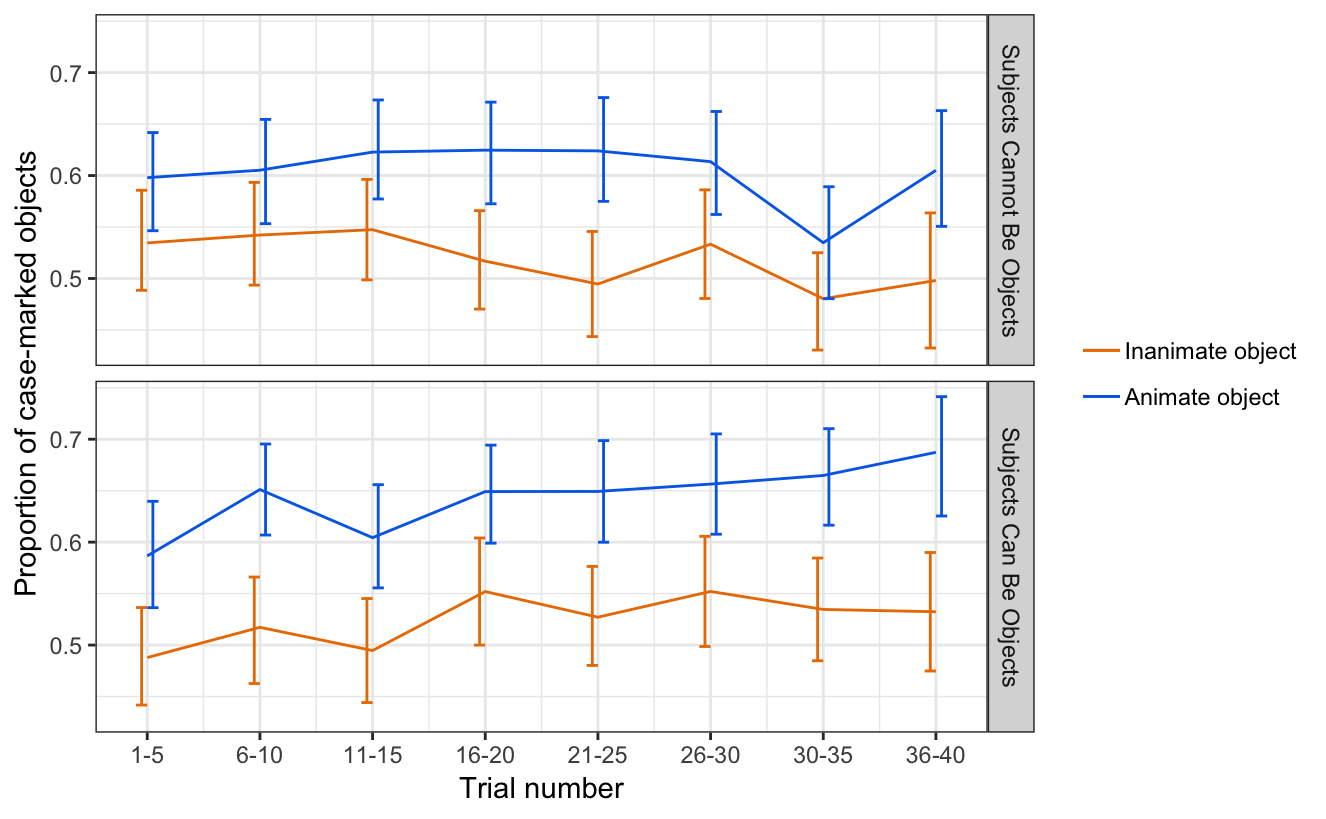 Proportion of case-marked objects
0.7
0.6
0.5
Subjects Cannot Be Objects
0.7
0.6
0.5
Subjects Can Be Objects
1-5 6-10 11-15 16-20 21-25 26-30 30-35 36-40
Trial number
Inanimate object
Animate object